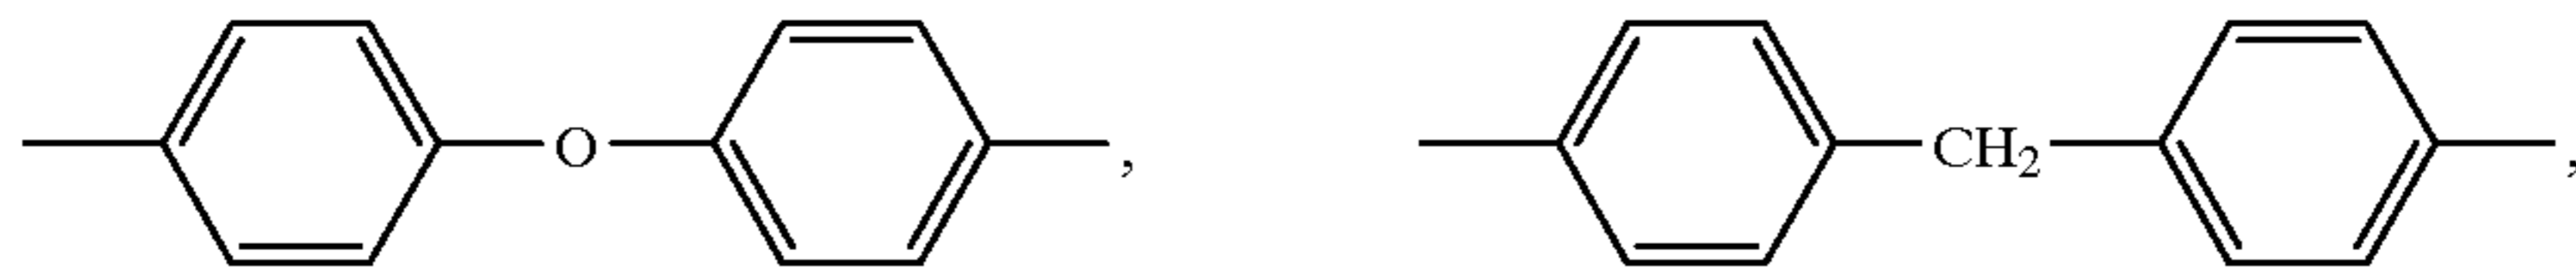 O , CH₂ ,